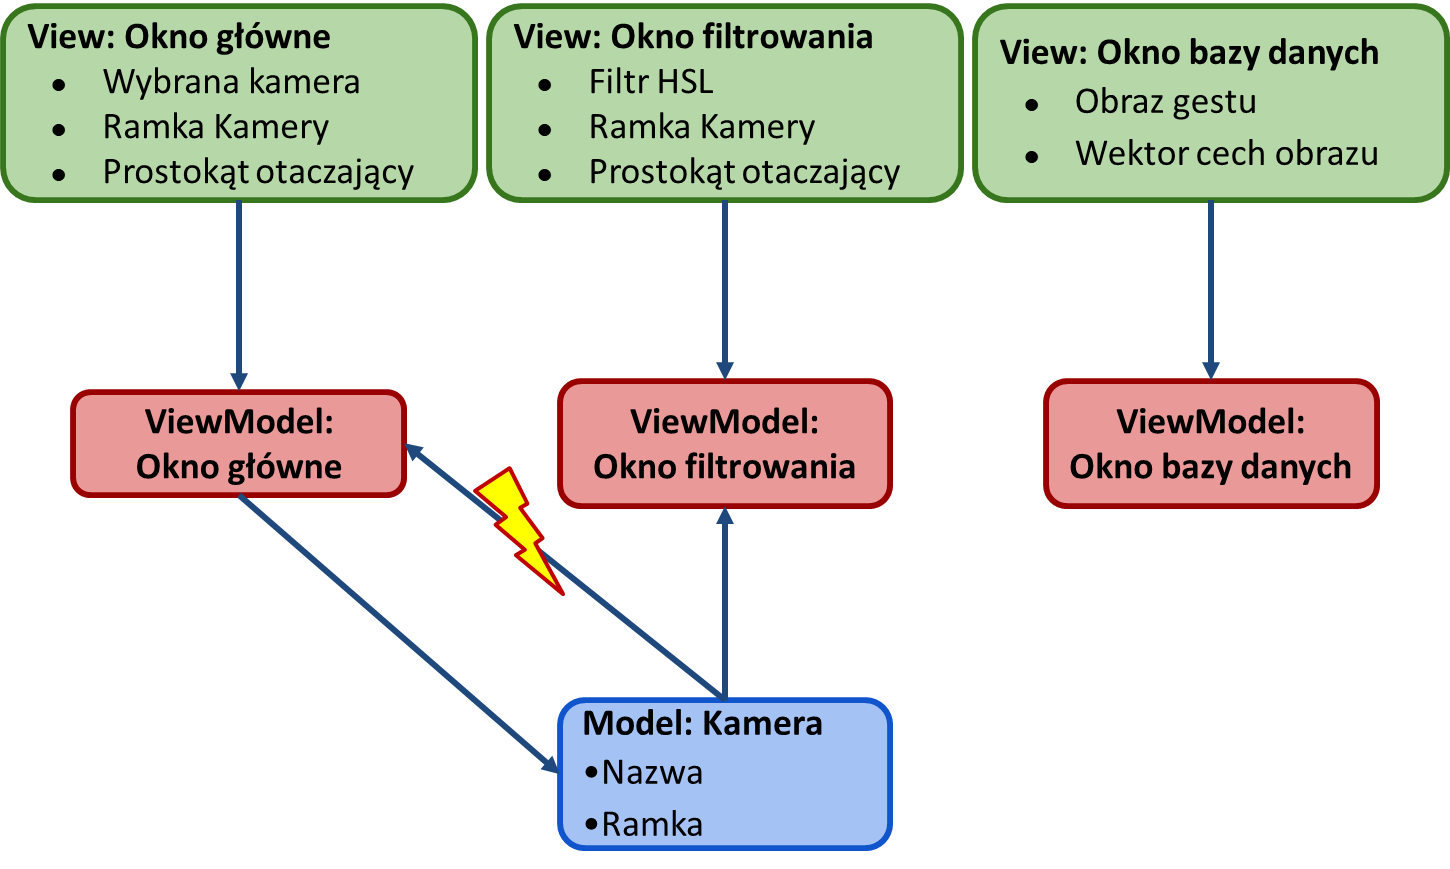 View: Okno główne
• Wybrana kamera
• Ramka Kamery
• Prostokąt otaczający
View: Okno filtrowania
• Filtr HSL
• Ramka Kamery
• Prostokąt otaczający
View: Okno bazy danych
• Obraz gestu
• Wektor cech obrazu
ViewModel:
Okno główne
ViewModel:
Okno filtrowania
ViewModel:
Okno bazy danych
Model: Kamera
•Nazwa
•Ramka